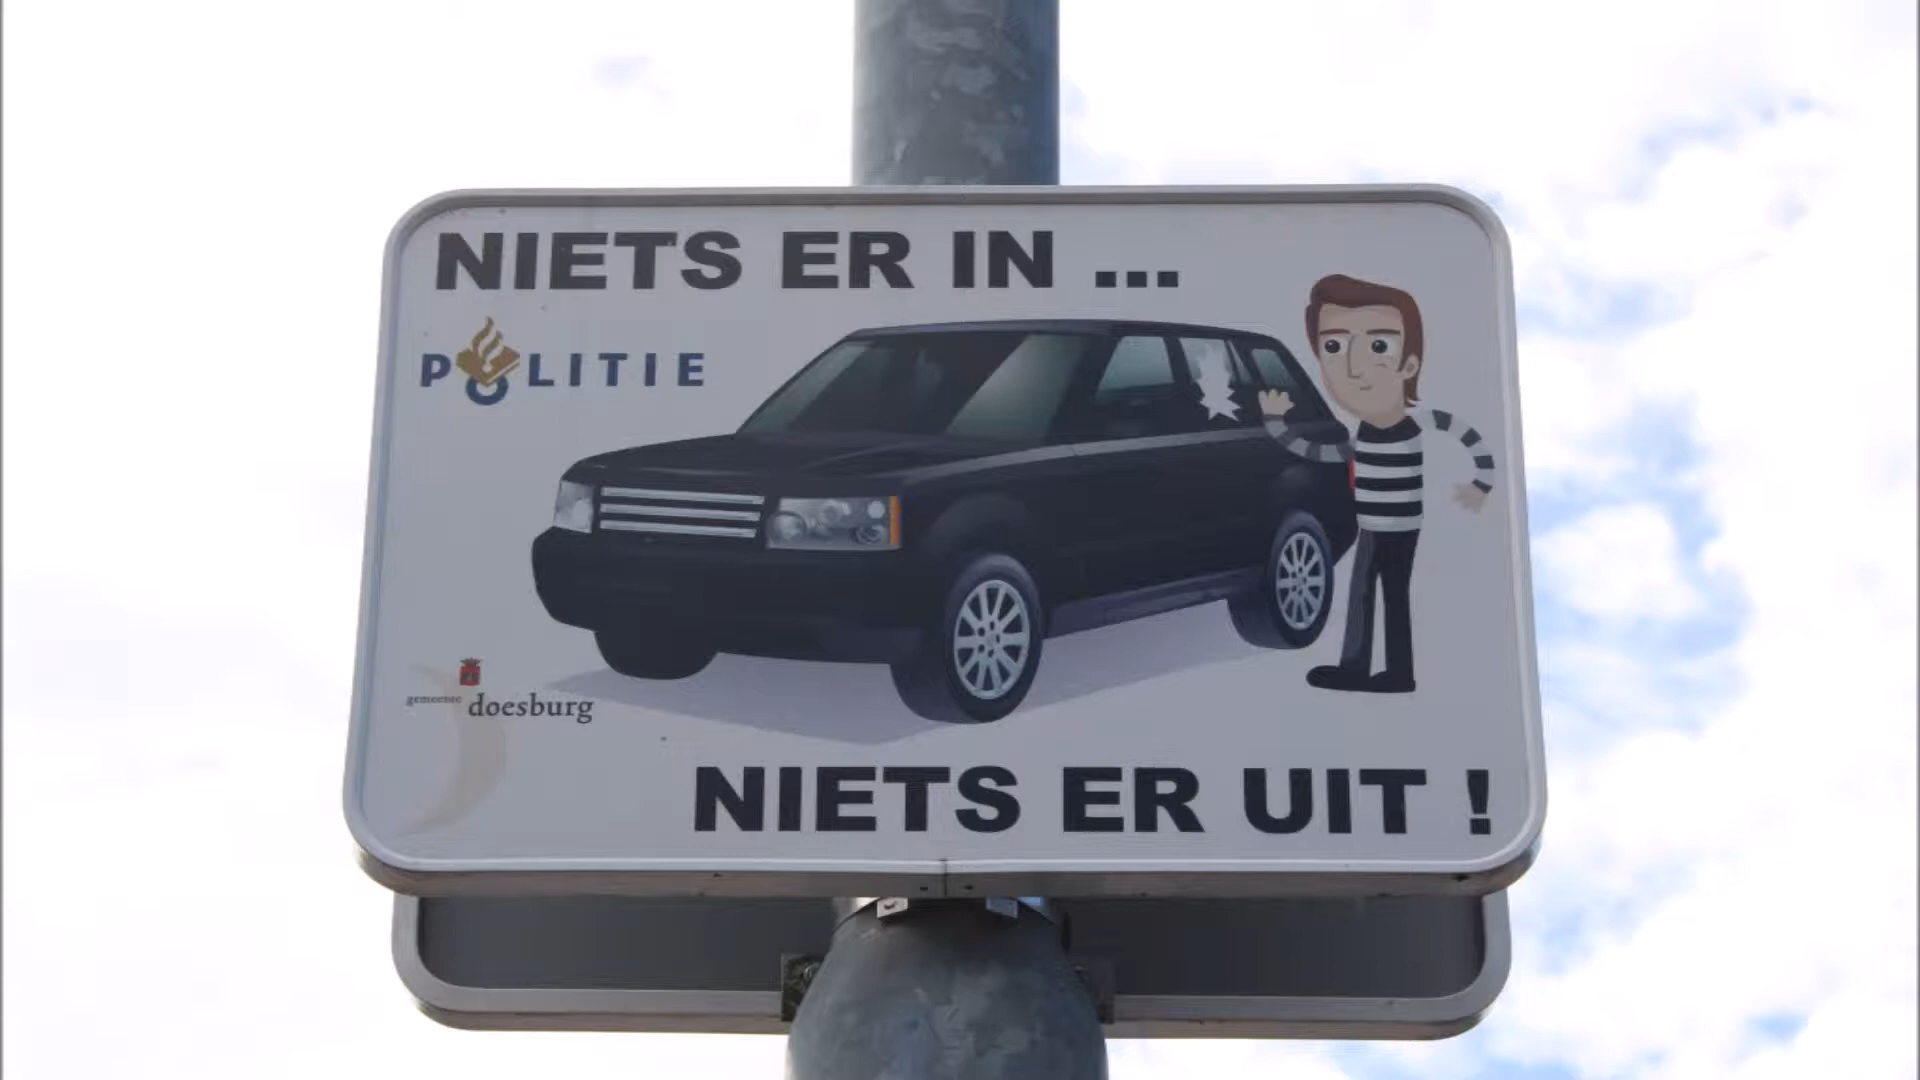 NIETS ER IN ...
POLITIE
gemeente doesburg
NIETS ER UIT !